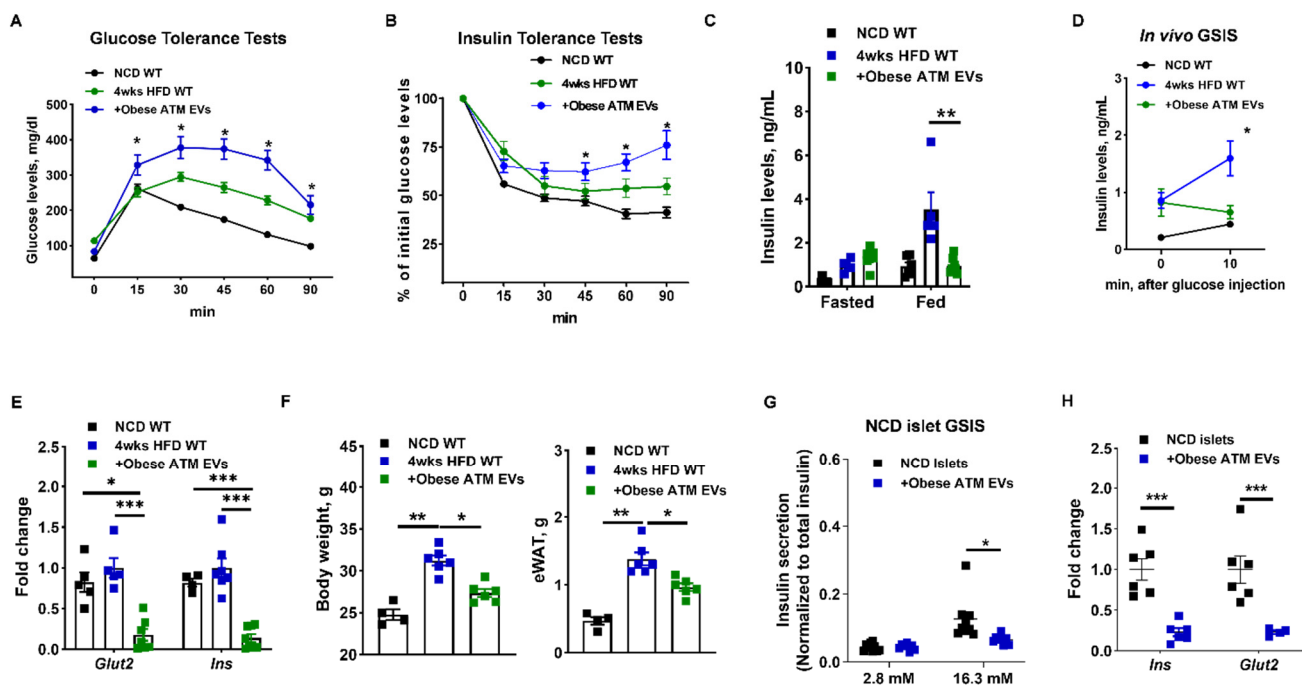 A
Glucose Tolerance Tests
NCD WT
4wks HFD WT
+Obese ATM EVs
Glucose levels, mg/dl
500
400
300
200
100
* * * * *
0 15 30 45 60 90
min
B
Insulin Tolerance Tests
NCD WT
4wks HFD WT
+Obese ATM EVs
% of initial glucose levels
100
75
50
25
* * *
0 15 30 45 60 90
min
C
NCD WT
4wks HFD WT
+Obese ATM EVs
Insulin levels, ng/mL
10
8
6
4
2
0
**
Fasted Fed
D
In vivo GSIS
NCD WT
4wks HFD WT
+Obese ATM EVs
Insulin levels, ng/mL
3
2
1
0
*
0 10
min, after glucose injection
E
NCD WT
4wks HFD WT
+Obese ATM EVs
Fold change
2.0
1.5
1.0
0.5
0.0
* ***
*** ***
Glut2 Ins
F
NCD WT
4wks HFD WT
+Obese ATM EVs
Body weight, g
40
35
30
25
20
** *
NCD WT
4wks HFD WT
+Obese ATM EVs
eWAT, g
3
2
1
0
** *
G
NCD islet GSIS
NCD Islets
+Obese ATM EVs
Insulin secretion
(Normalized to total insulin)
0.6
0.4
0.2
0.0
*
2.8 mM 16.3 mM
H
NCD islets
+Obese ATM EVs
Fold change
2.0
1.5
1.0
0.5
0.0
*** ***
Ins Glut2